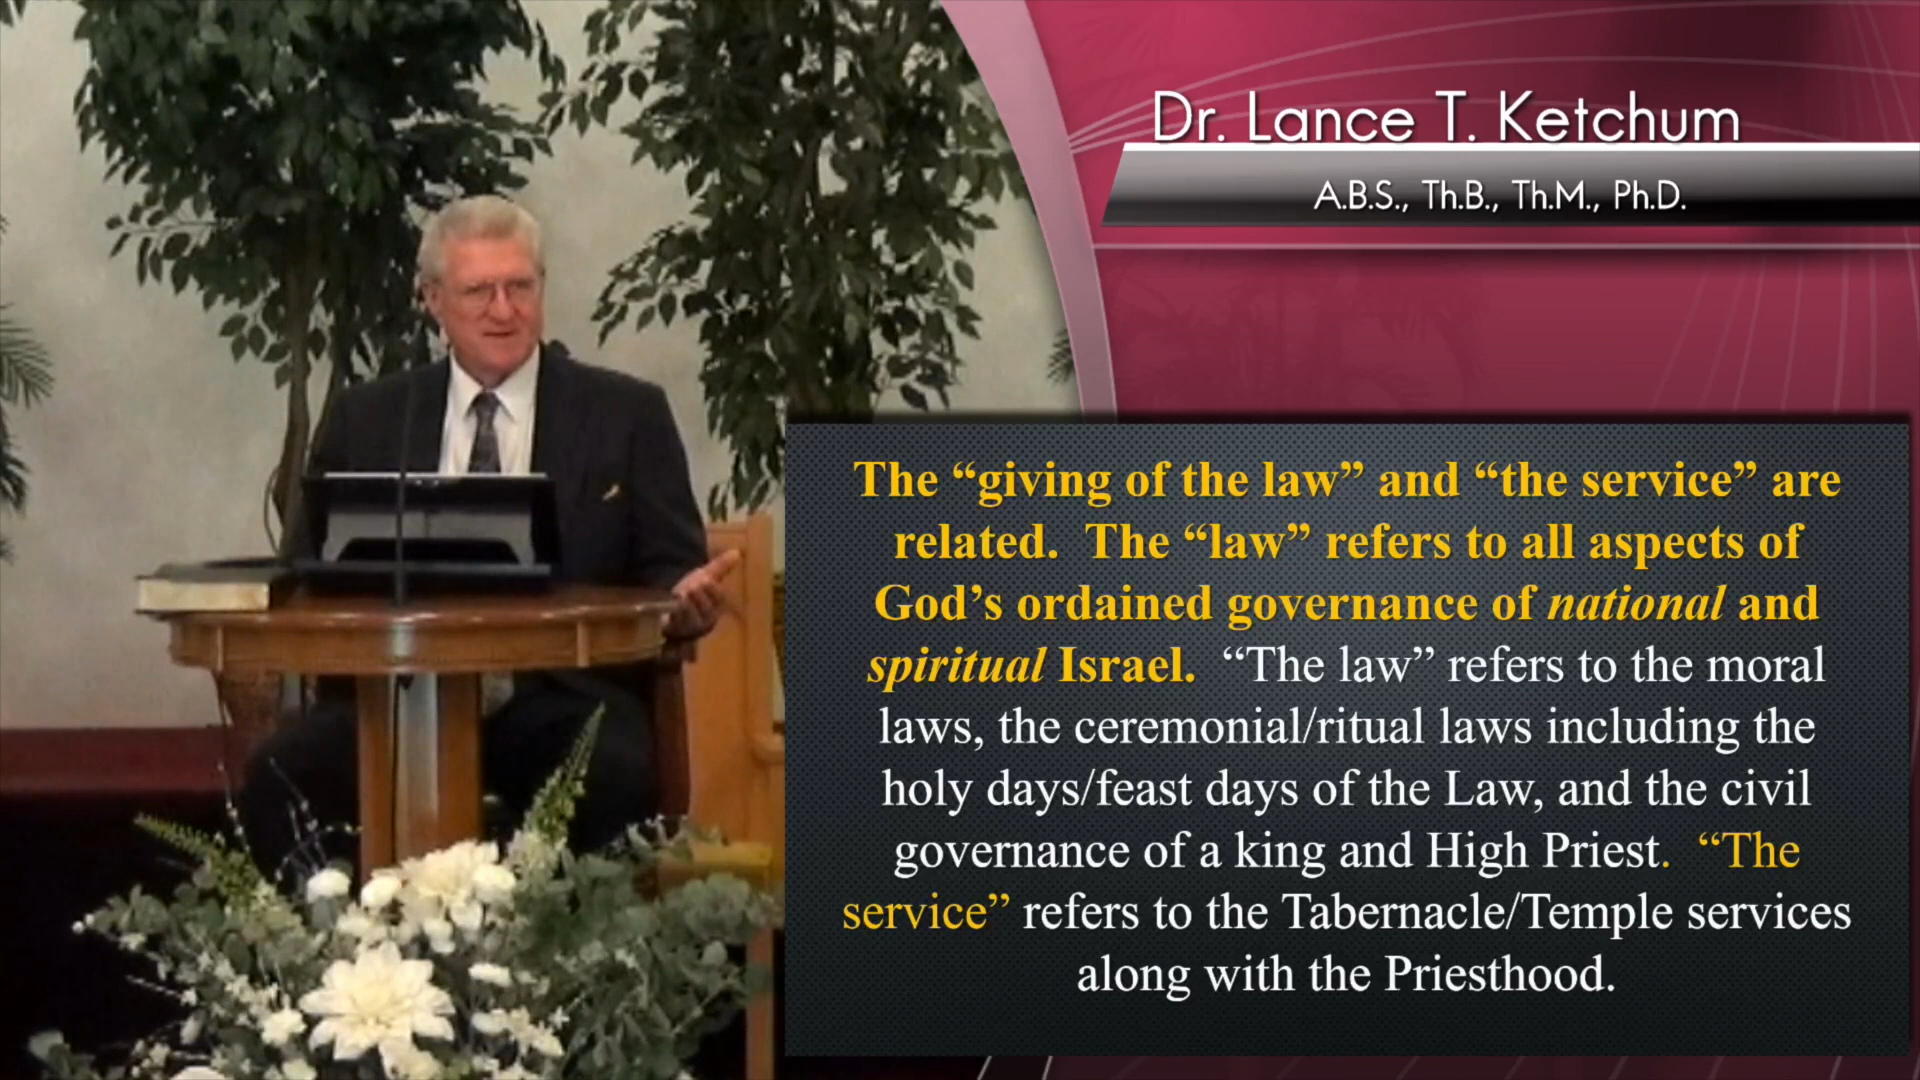 Dr. Lance T. Ketchum
A.B.S., Th.B., Th.M., Ph.D.
The “giving of the law” and “the service” are
related.  The “law” refers to all aspects of
God’s ordained governance of national and
spiritual Israel.  “The law” refers to the moral
laws, the ceremonial/ritual laws including the
holy days/feast days of the Law, and the civil
governance of a king and High Priest.  “The
service” refers to the Tabernacle/Temple services
along with the Priesthood.